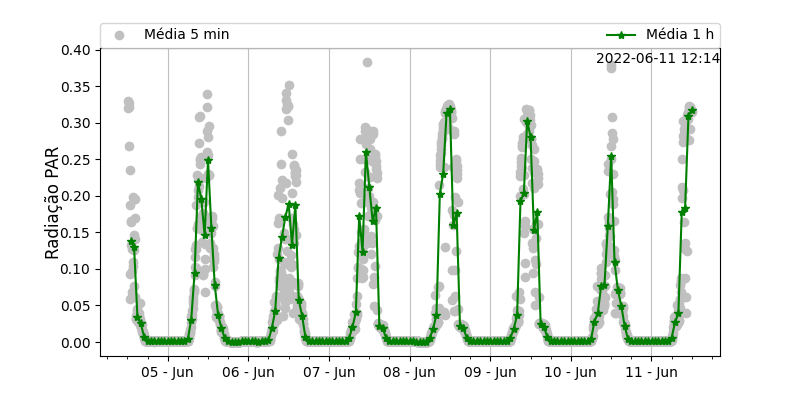 Média 5 min
Média 1 h
2022-06-11 12:14
Radiação PAR
0.40
0.35
0.30
0.25
0.20
0.15
0.10
0.05
0.00
05 - Jun
06 - Jun
07 - Jun
08 - Jun
09 - Jun
10 - Jun
11 - Jun